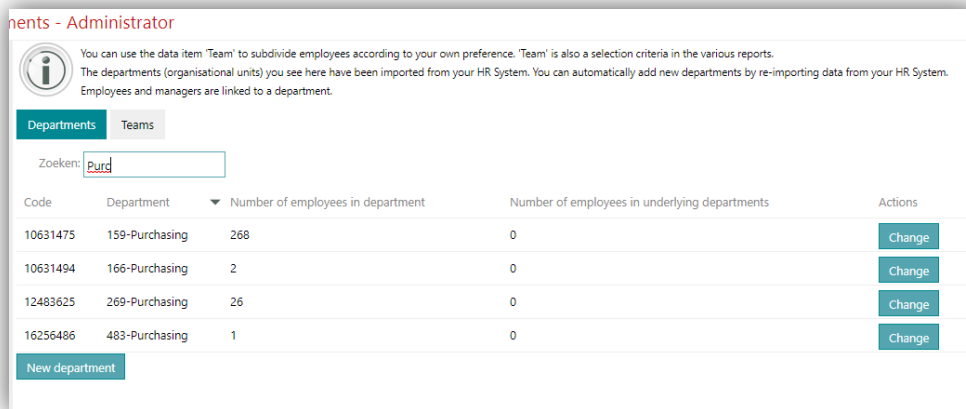 ments - Administrator
You can use the data item 'Team' to subdivide employees according to your own preference. 'Team' is also a selection criteria in the various reports.
The departments (organisational units) you see here have been imported from your HR System. You can automatically add new departments by re-importing data from your HR System.
Employees and managers are linked to a department.
Departments Teams
Zoeken: Purd
Code Department Number of employees in department Number of employees in underlying departments Actions
10631475 159-Purchasing 268 0 Change
10631494 166-Purchasing 2 0 Change
12483625 269-Purchasing 26 0 Change
16256486 483-Purchasing 1 0 Change
New department